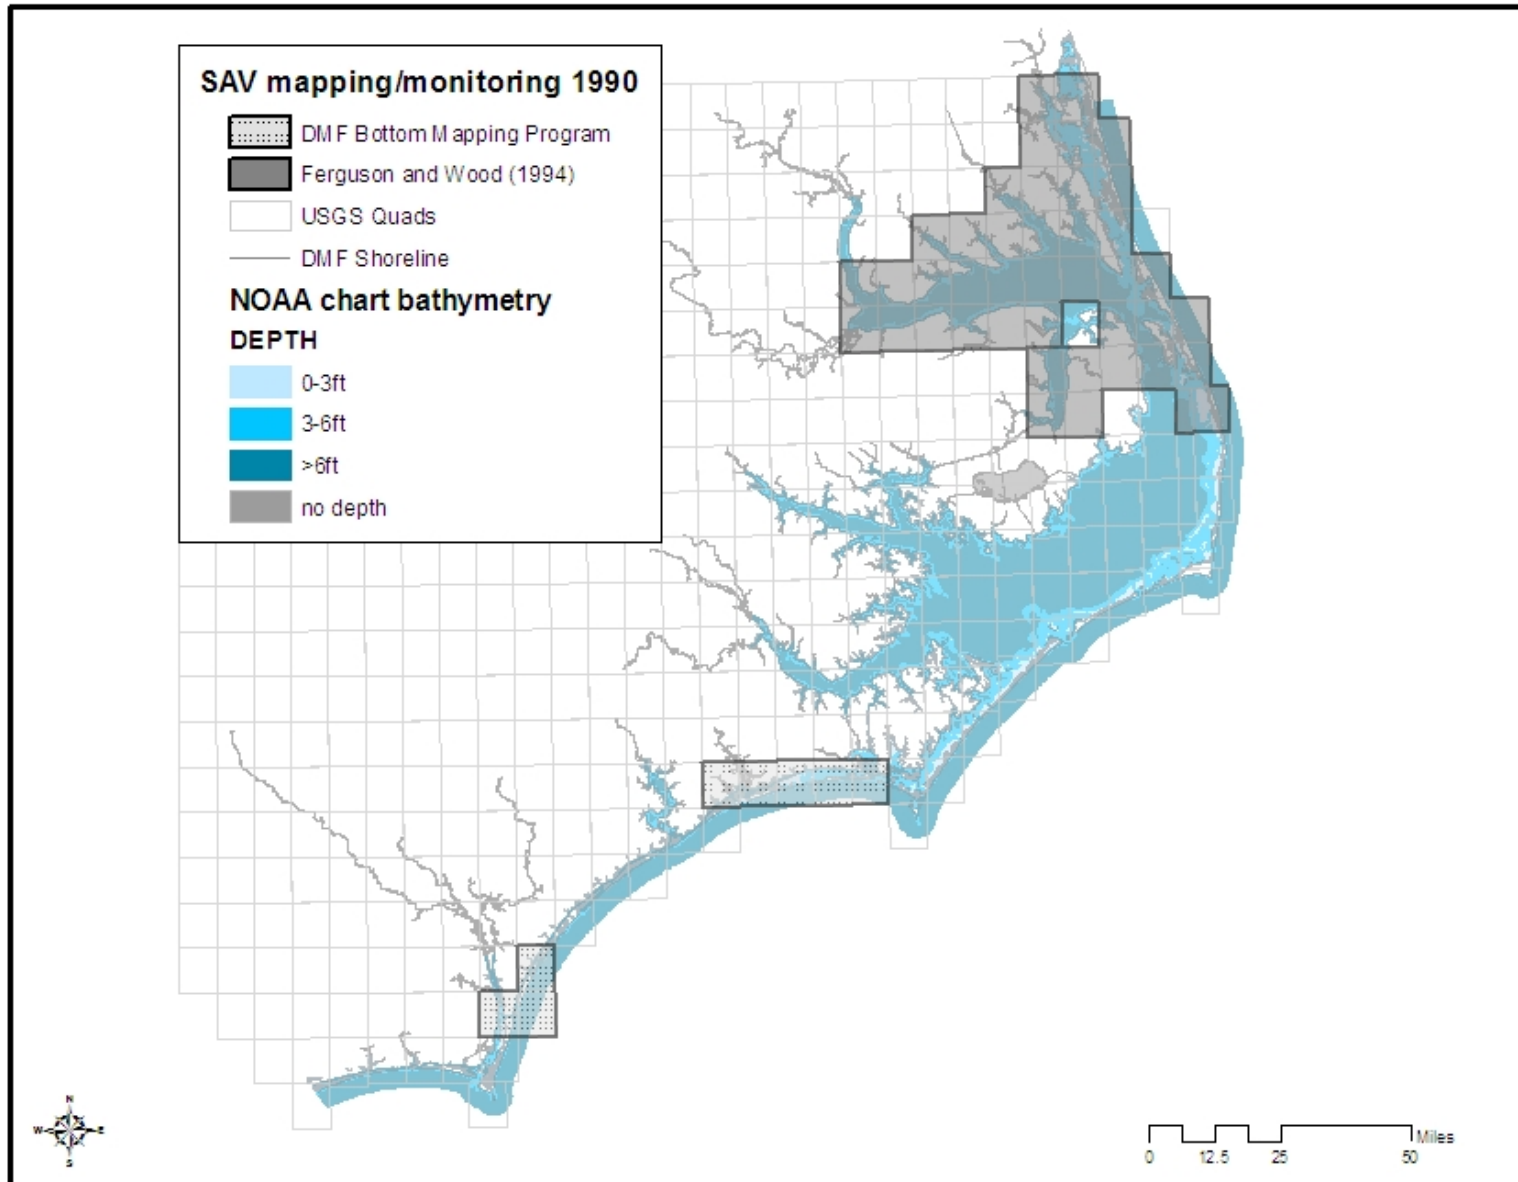 SAV mapping/monitoring 1990
DMF Bottom Mapping Program
Ferguson and Wood (1994)
USGS Quads
DMF Shoreline
NOAA chart bathymetry
DEPTH
0-3ft
3-6ft
>6ft
no depth
N
W E
S
Miles
0 12.5 25 50